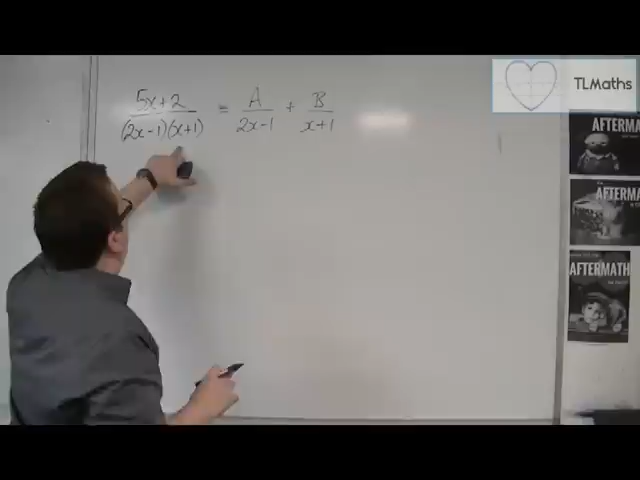 TLMaths
(5x+2)/((2x-1)(x+1)) = A/(2x-1) + B/(x+1)
AFTERMA
AFTERMA
AFTERMATH